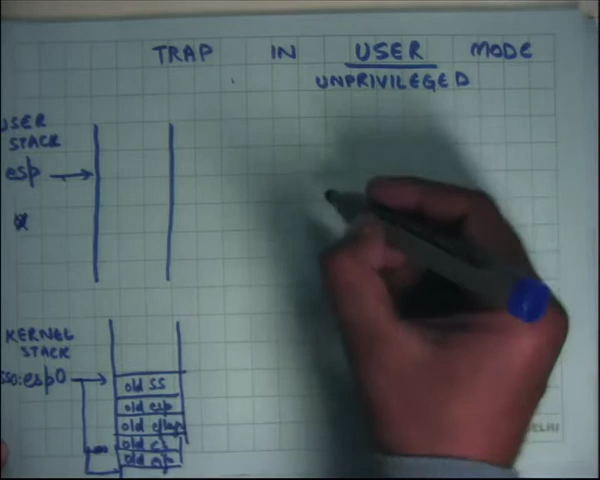 TRAP IN USER MODE
UNPRIVILEGED
USER
STACK
esp
KERNEL
STACK
SS0:esp0
old SS
old esp
old eflags
old cs
old eip